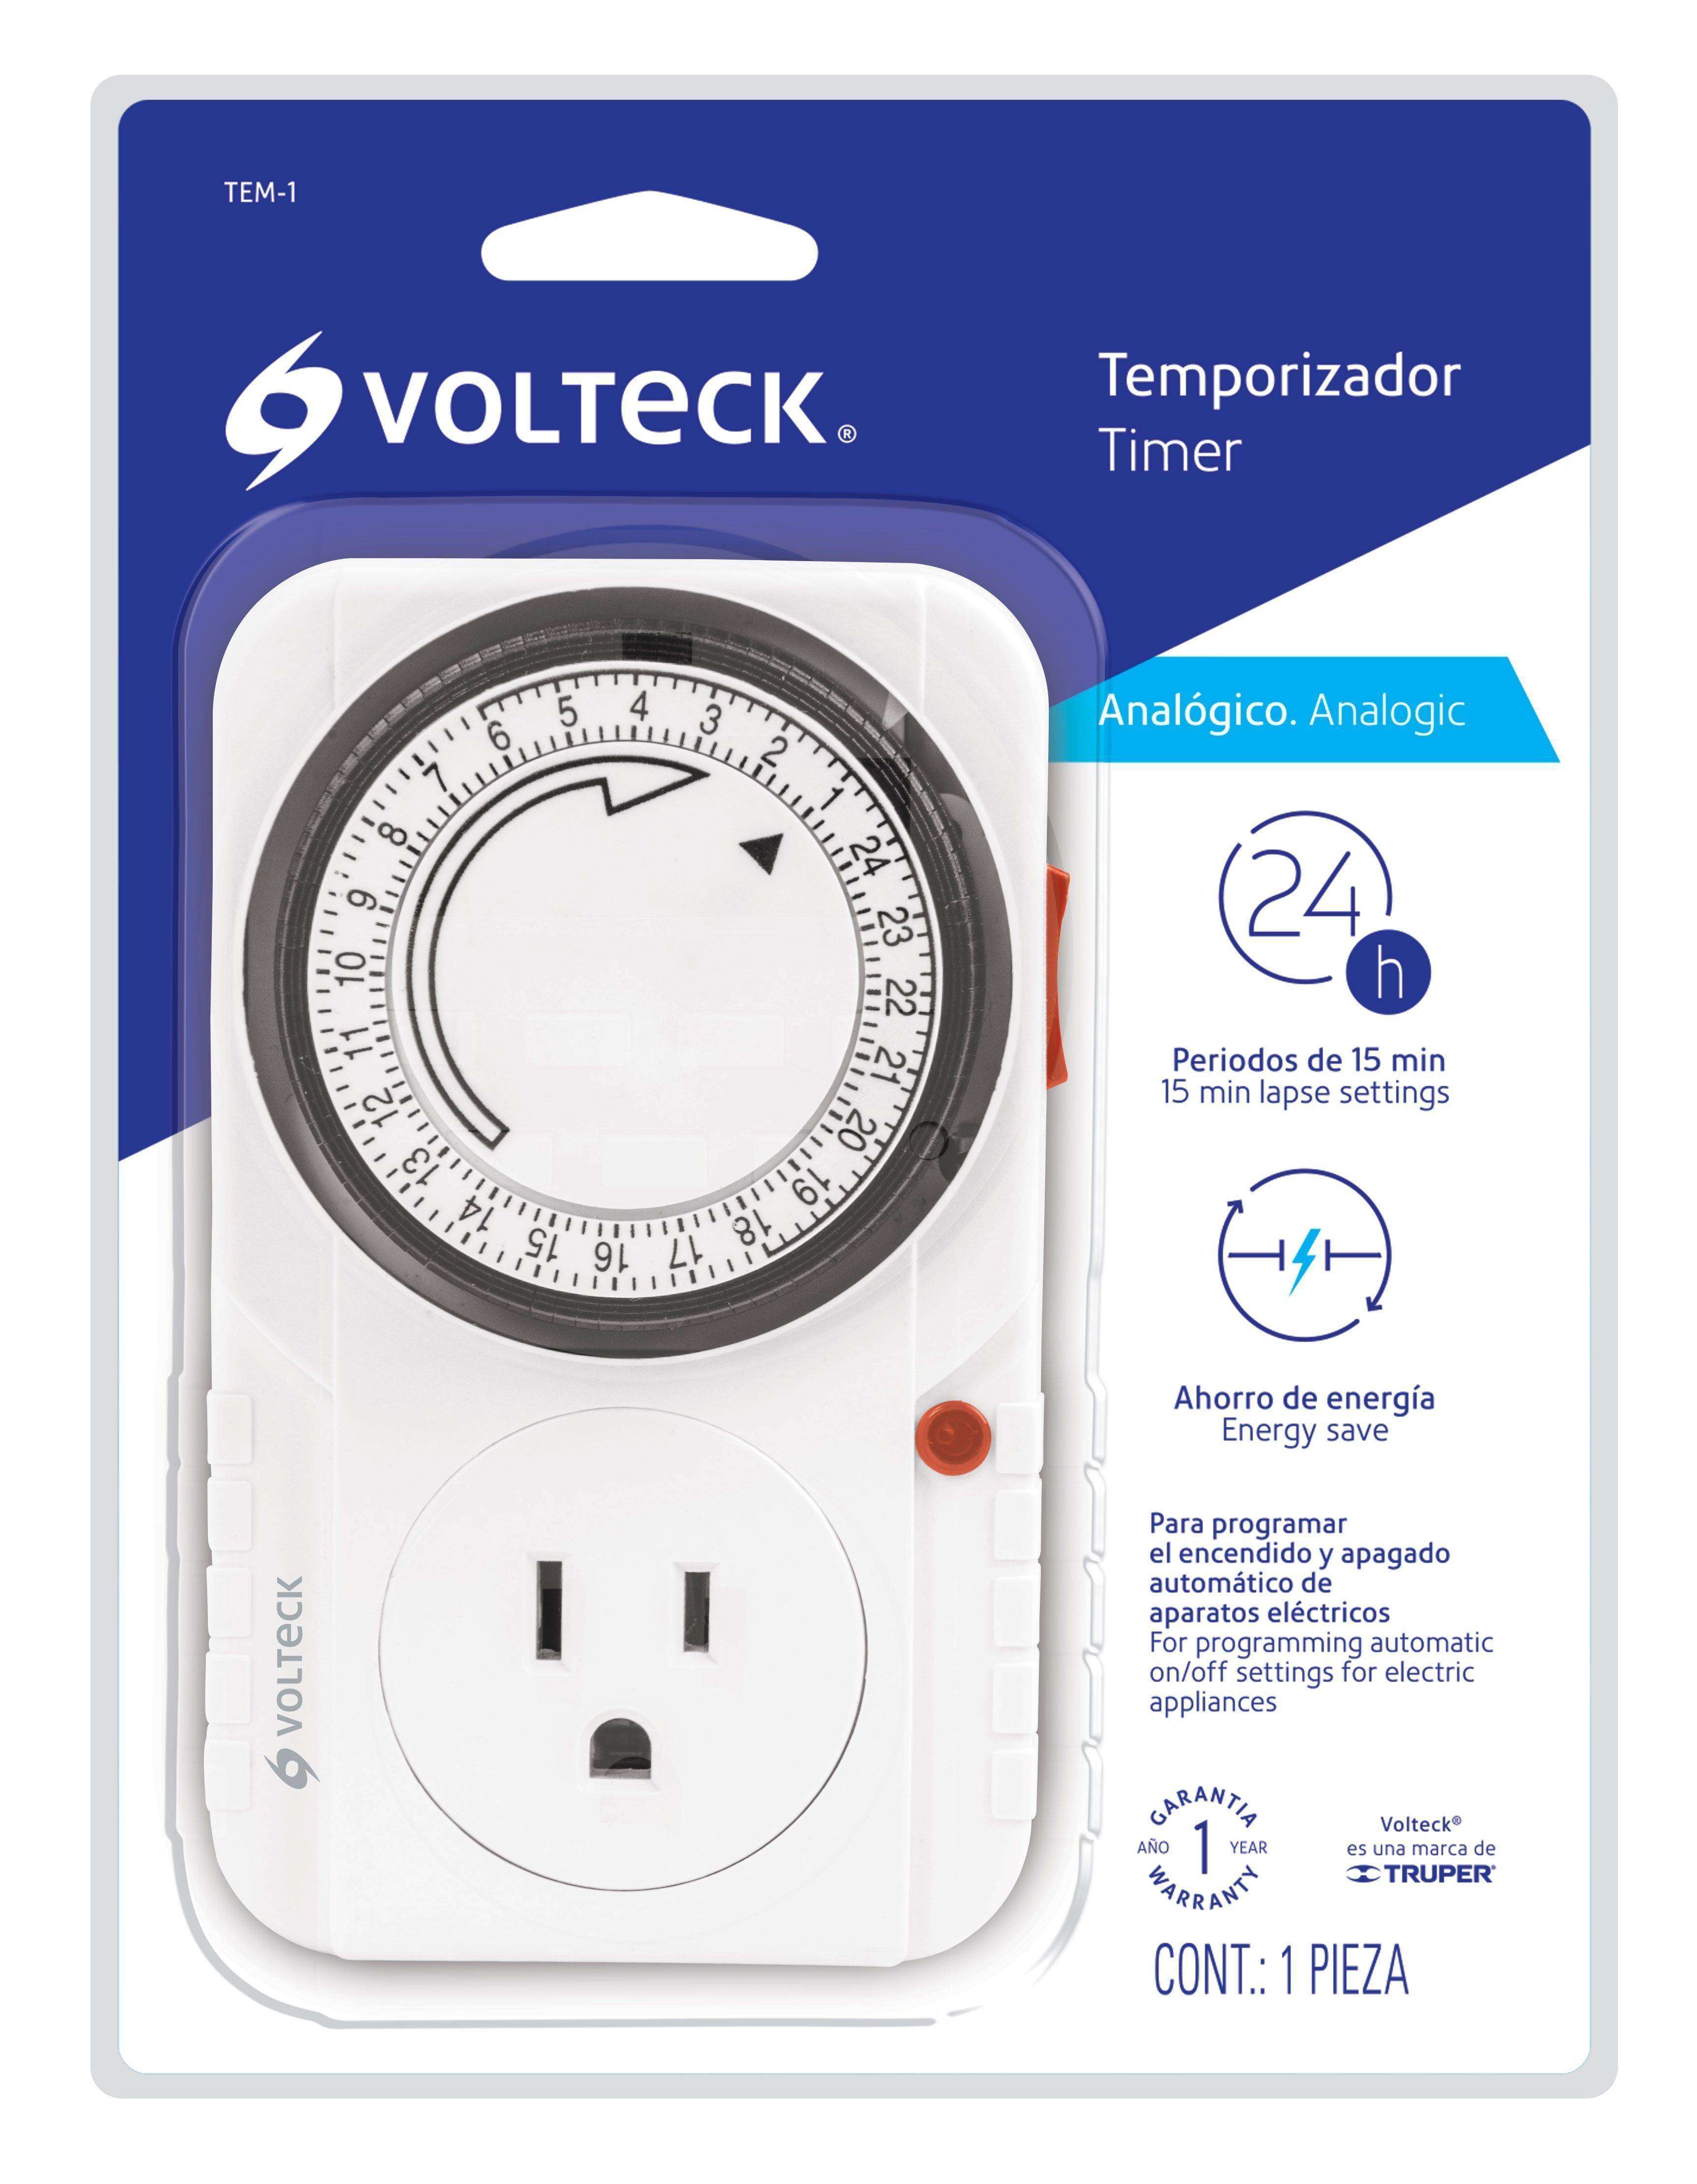 TEM-1
VOLTECK®
Temporizador
Timer
Analógico. Analogic
24
h
Periodos de 15 min
15 min lapse settings
Ahorro de energía
Energy save
Para programar
el encendido y apagado
automático de
aparatos eléctricos
For programming automatic
on/off settings for electric
appliances
GARANTIA
AÑO 1 YEAR
WARRANTY
Volteck®
es una marca de
TRUPER®
CONT.: 1 PIEZA
1 2 3 4 5 6 7 8 9 10 11 12 13 14 15 16 17 18 19 20 21 22 23 24
VOLTECK